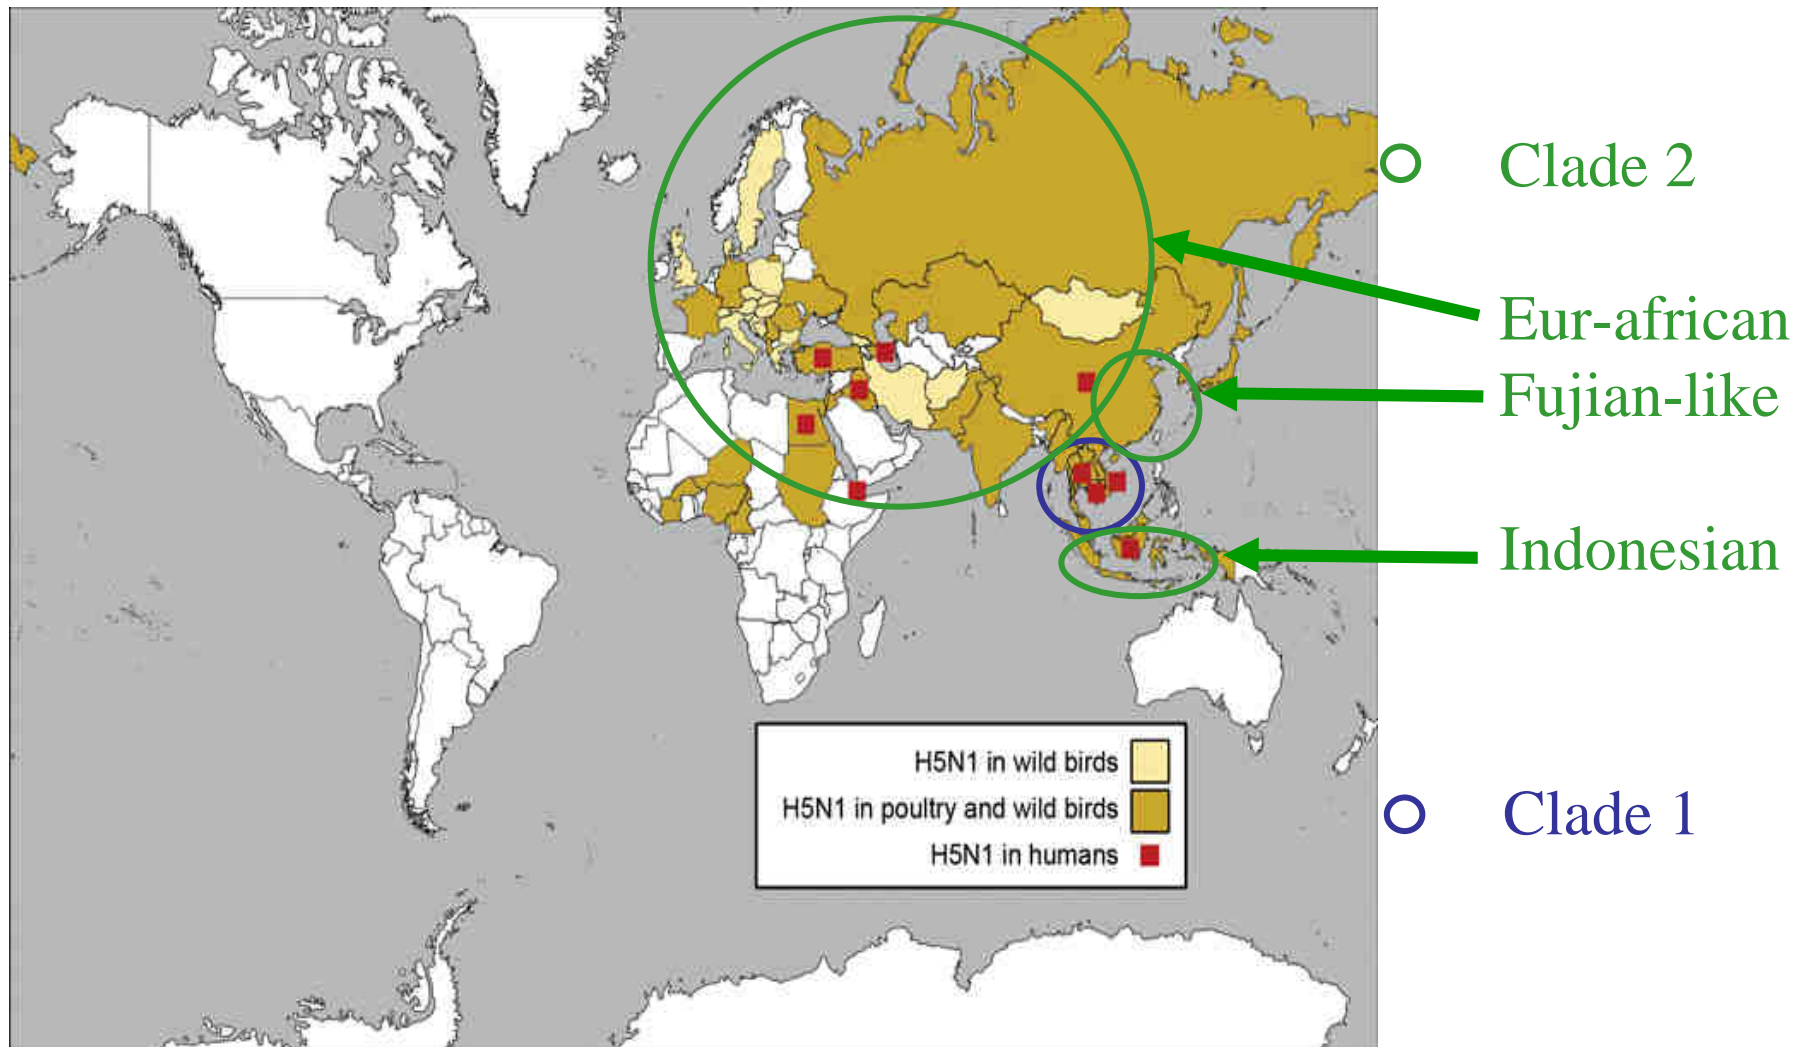 Clade 2
Eur-african
Fujian-like
Indonesian
H5N1 in wild birds
H5N1 in poultry and wild birds
H5N1 in humans
Clade 1